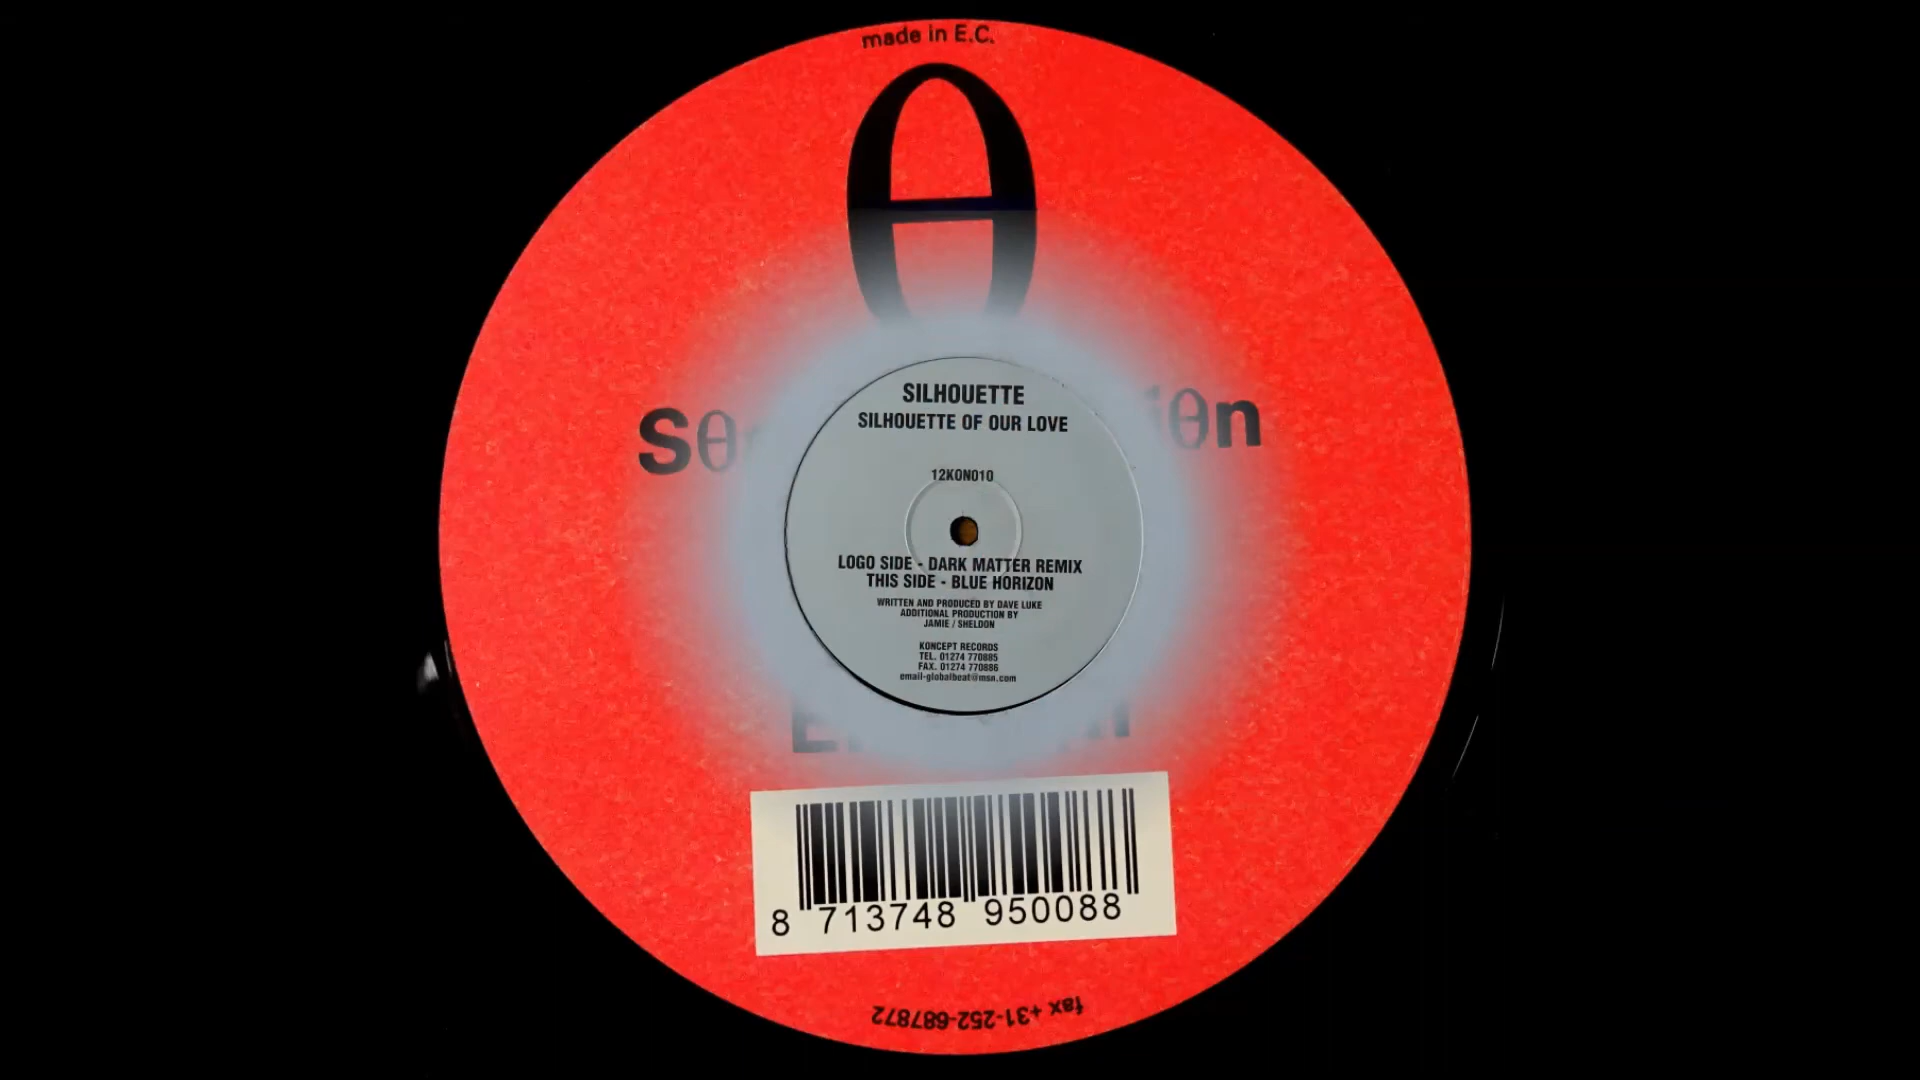 made in E.C.
θ
SILHOUETTE
SILHOUETTE OF OUR LOVE
12KON010
LOGO SIDE - DARK MATTER REMIX
THIS SIDE - BLUE HORIZON
WRITTEN AND PRODUCED BY DAVE LUKE
ADDITIONAL PRODUCTION BY
JAMIE / SHELDON
KONCEPT RECORDS
TEL. 01274 770885
FAX. 01274 770886
email-globalbeat@msn.com
8 713748 950088
fax +31-252-687872